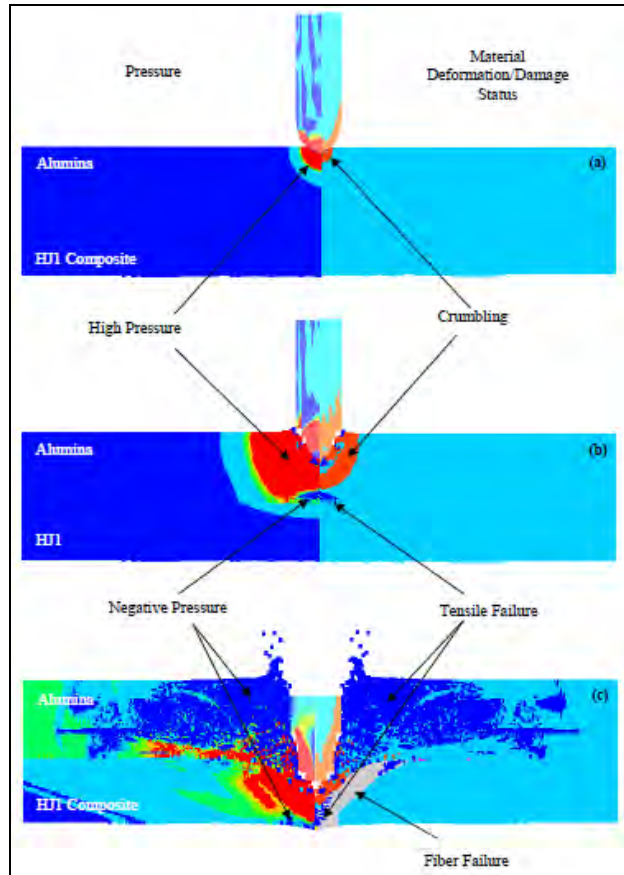 Pressure
Material
Deformation/Damage
Status
Alumina
(a)
HJ1 Composite
High Pressure
Crumbling
Alumina
(b)
HJ1
Negative Pressure
Tensile Failure
Alumina
(c)
HJ1 Composite
Fiber Failure